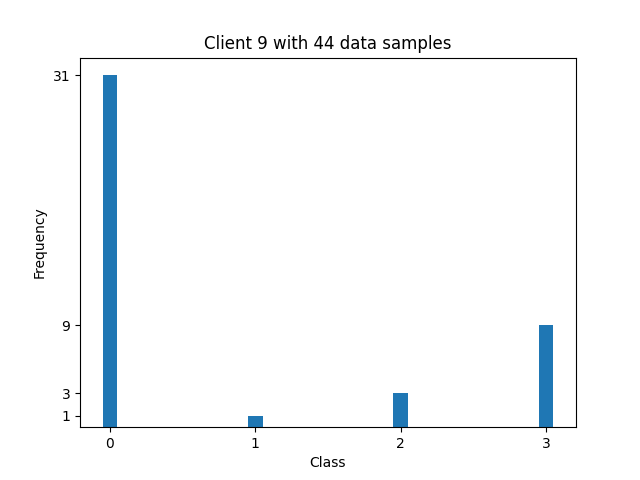 Client 9 with 44 data samples
31
9
3
1
Frequency
0 1 2 3
Class